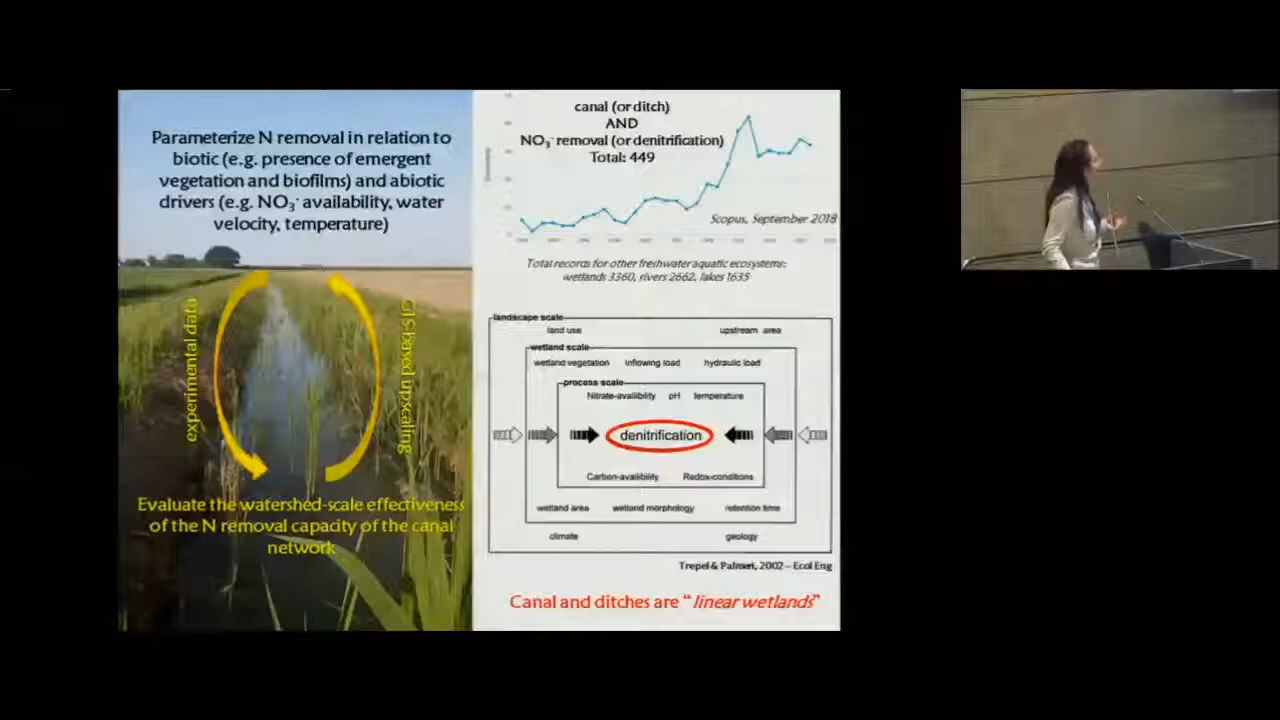 Parameterize N removal in relation to
biotic (e.g. presence of emergent
vegetation and biofilms) and abiotic
drivers (e.g. NO₃⁻ availability, water
velocity, temperature)
experimental data
GIS-based upscaling
Evaluate the watershed-scale effectiveness
of the N removal capacity of the canal
network
canal (or ditch)
AND
NO₃⁻ removal (or denitrification)
Total: 449
Scopus, September 2018
Total records for other freshwater aquatic ecosystems:
wetlands 3360, rivers 2662, lakes 1635
landscape scale
land use upstream area
wetland scale
wetland vegetation Inflowing load hydraulic load
process scale
Nitrate-availibility pH temperature
denitrification
Carbon-availibility Redox-conditions
wetland area wetland morphology retention time
climate geology
Trepel & Palmeri, 2002 – Ecol Eng
Canal and ditches are "linear wetlands"